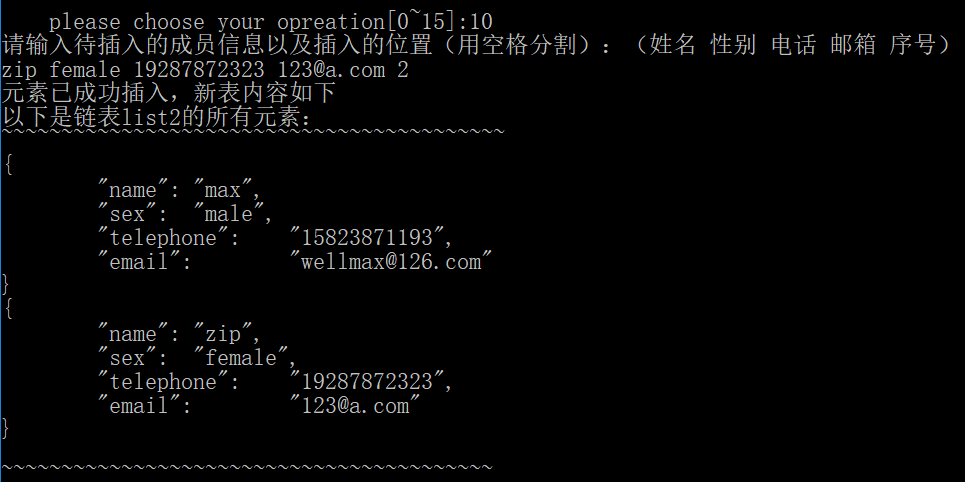 please choose your opreation[0~15]:10
请输入待插入的成员信息以及插入的位置（用空格分割）：（姓名 性别 电话 邮箱 序号）
zip female 19287872323 123@a.com 2
元素已成功插入，新表内容如下
以下是链表list2的所有元素：
~~~~~~~~~~~~~~~~~~~~~~~~~~~~~~~~~~~~~~~~~~
{
"name": "max",
"sex": "male",
"telephone": "15823871193",
"email": "wellmax@126.com"
}
{
"name": "zip",
"sex": "female",
"telephone": "19287872323",
"email": "123@a.com"
}
~~~~~~~~~~~~~~~~~~~~~~~~~~~~~~~~~~~~~~~~~